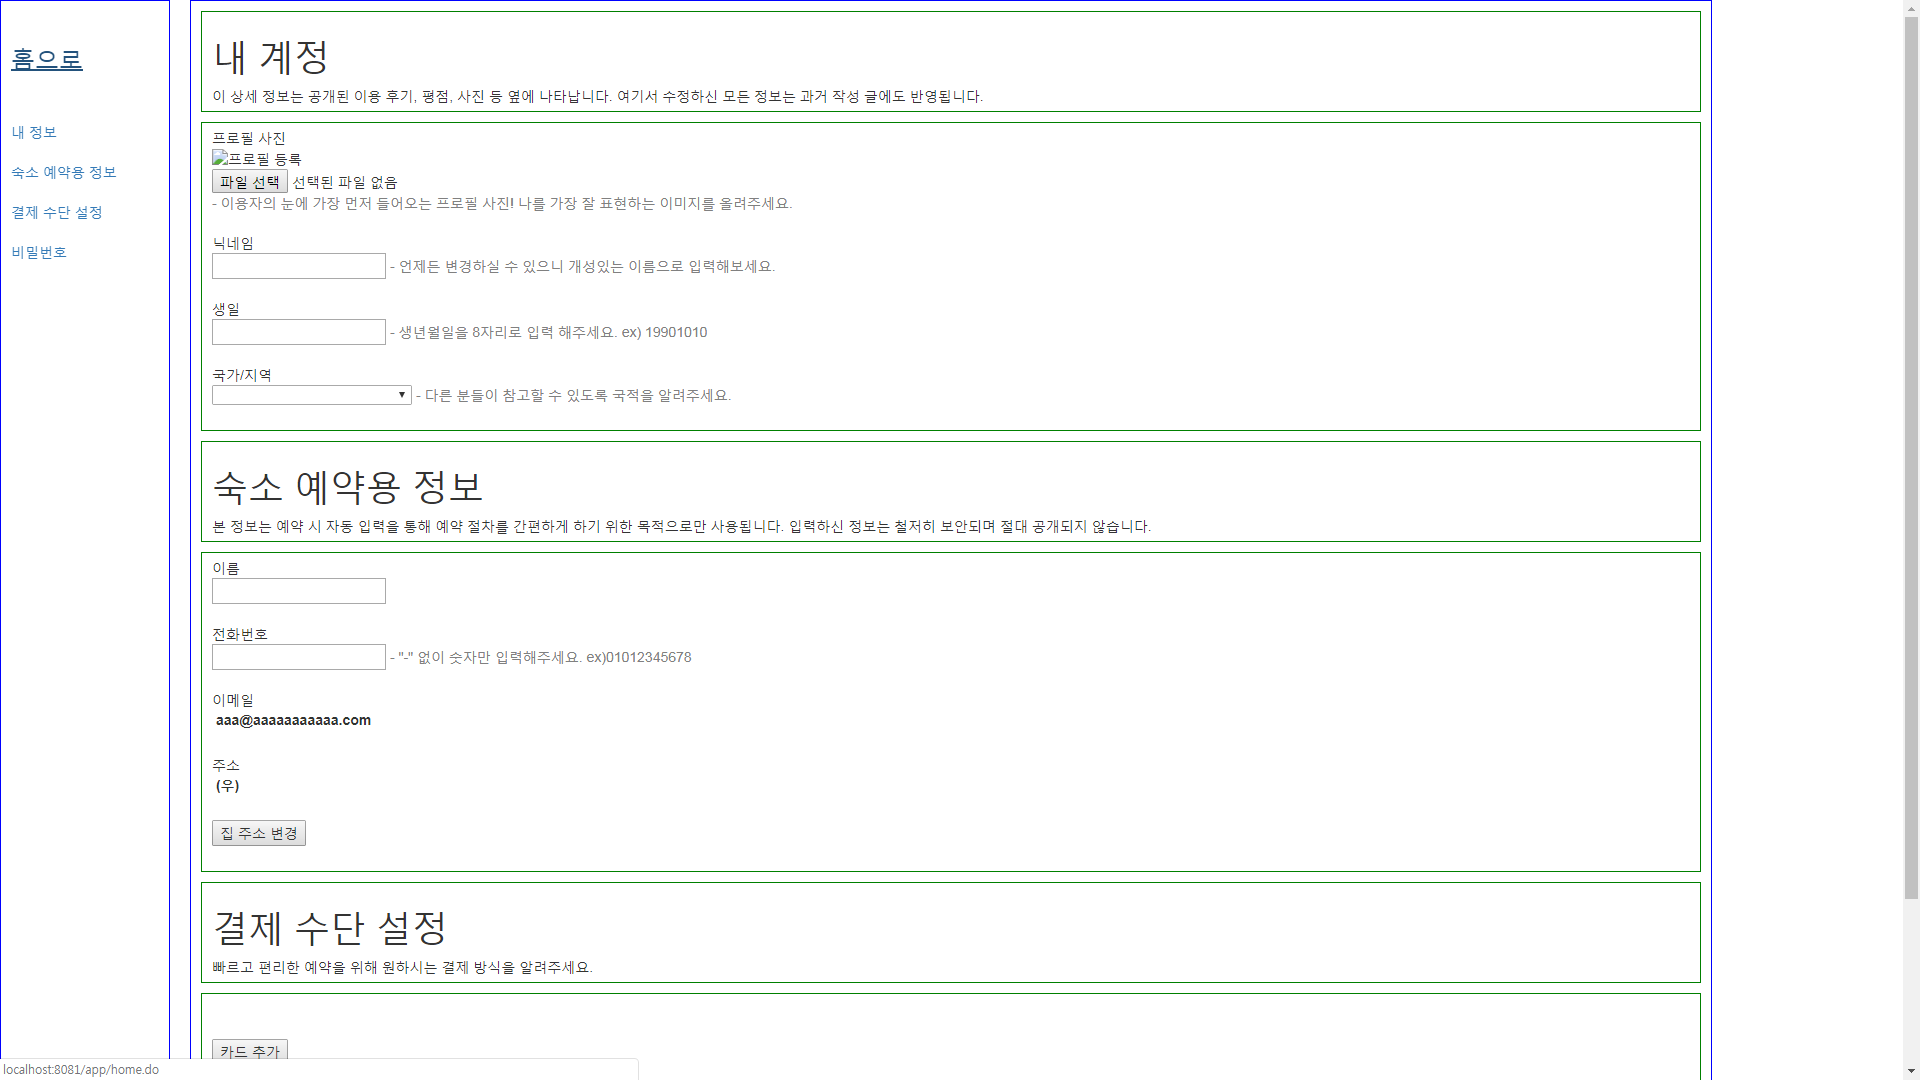 홈으로
내 정보
숙소 예약용 정보
결제 수단 설정
비밀번호
내 계정
이 상세 정보는 공개된 이용 후기, 평점, 사진 등 옆에 나타납니다. 여기서 수정하신 모든 정보는 과거 작성 글에도 반영됩니다.
프로필 사진
프로필 등록
파일 선택 선택된 파일 없음
- 이용자의 눈에 가장 먼저 들어오는 프로필 사진! 나를 가장 잘 표현하는 이미지를 올려주세요.
닉네임
- 언제든 변경하실 수 있으니 개성있는 이름으로 입력해보세요.
생일
- 생년월일을 8자리로 입력 해주세요. ex) 19901010
국가/지역
- 다른 분들이 참고할 수 있도록 국적을 알려주세요.
숙소 예약용 정보
본 정보는 예약 시 자동 입력을 통해 예약 절차를 간편하게 하기 위한 목적으로만 사용됩니다. 입력하신 정보는 철저히 보안되며 절대 공개되지 않습니다.
이름
전화번호
- "-" 없이 숫자만 입력해주세요. ex)01012345678
이메일
aaa@aaaaaaaaaaa.com
주소
(우)
집 주소 변경
결제 수단 설정
빠르고 편리한 예약을 위해 원하시는 결제 방식을 알려주세요.
카드 추가
localhost:8081/app/home.do